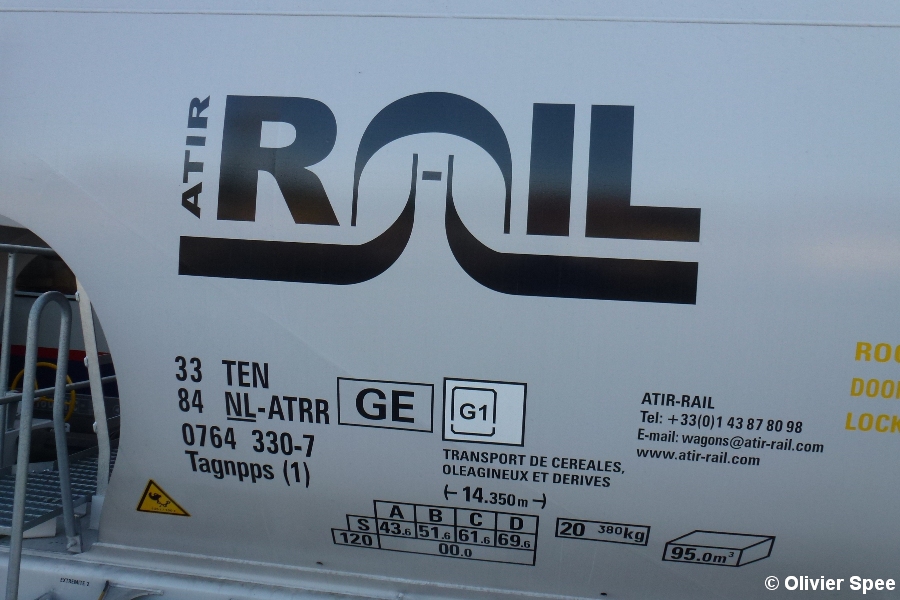 ATIR
RAIL
33 TEN
84 NL-ATRR
0764 330-7
Tagnpps (1)
GE
G1
TRANSPORT DE CEREALES,
OLEAGINEUX ET DERIVES
14.350m
A B C D
S 43.6 51.6 61.6 69.6
120 00.0
20 380kg
95.0m³
ATIR-RAIL
Tel: +33(0)1 43 87 80 98
E-mail: wagons@atir-rail.com
www.atir-rail.com
ROO
DOOR
LOCK
EXTREMITE 2
© Olivier Spee